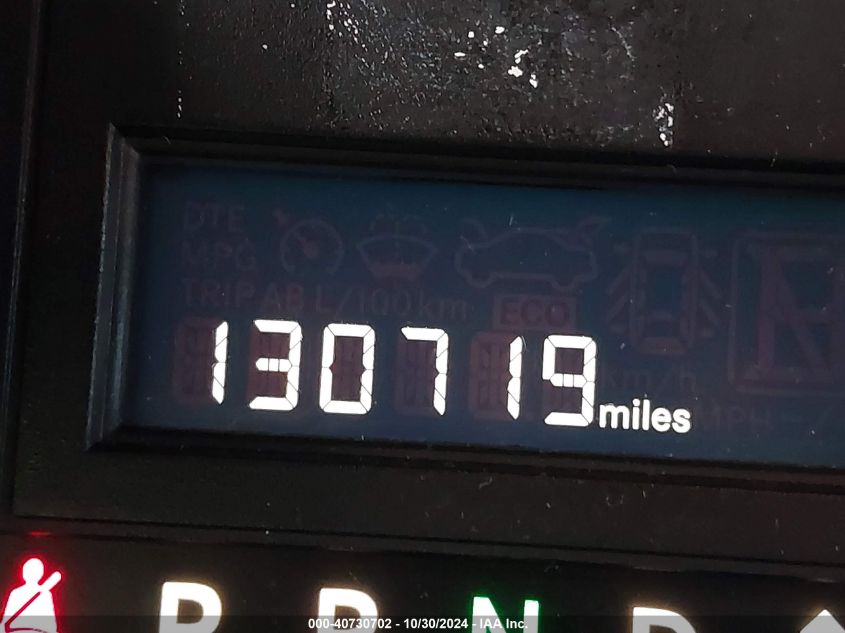 DTE
MPG
TRIP AB L/100km
ECO
km/h
130719 miles
MPH
P R N D
000-40730702 - 10/30/2024 - IAA Inc.